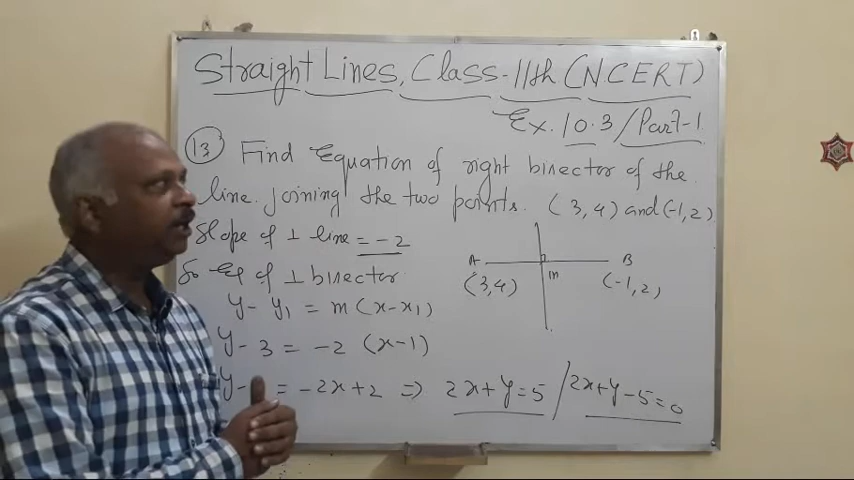 Straight Lines, Class-11th (NCERT)
Ex. 10.3/Part-1
13 Find Equation of right bisector of the
line joining the two points. (3,4) and (-1,2)
Slope of ⊥ line = -2
So Eq of ⊥ bisector
A B
m
(3,4) (-1,2)
y - y₁ = m (x-x₁)
y - 3 = -2 (x-1)
y- = -2x+2 ⇒ 2x+y=5 / 2x+y-5=0